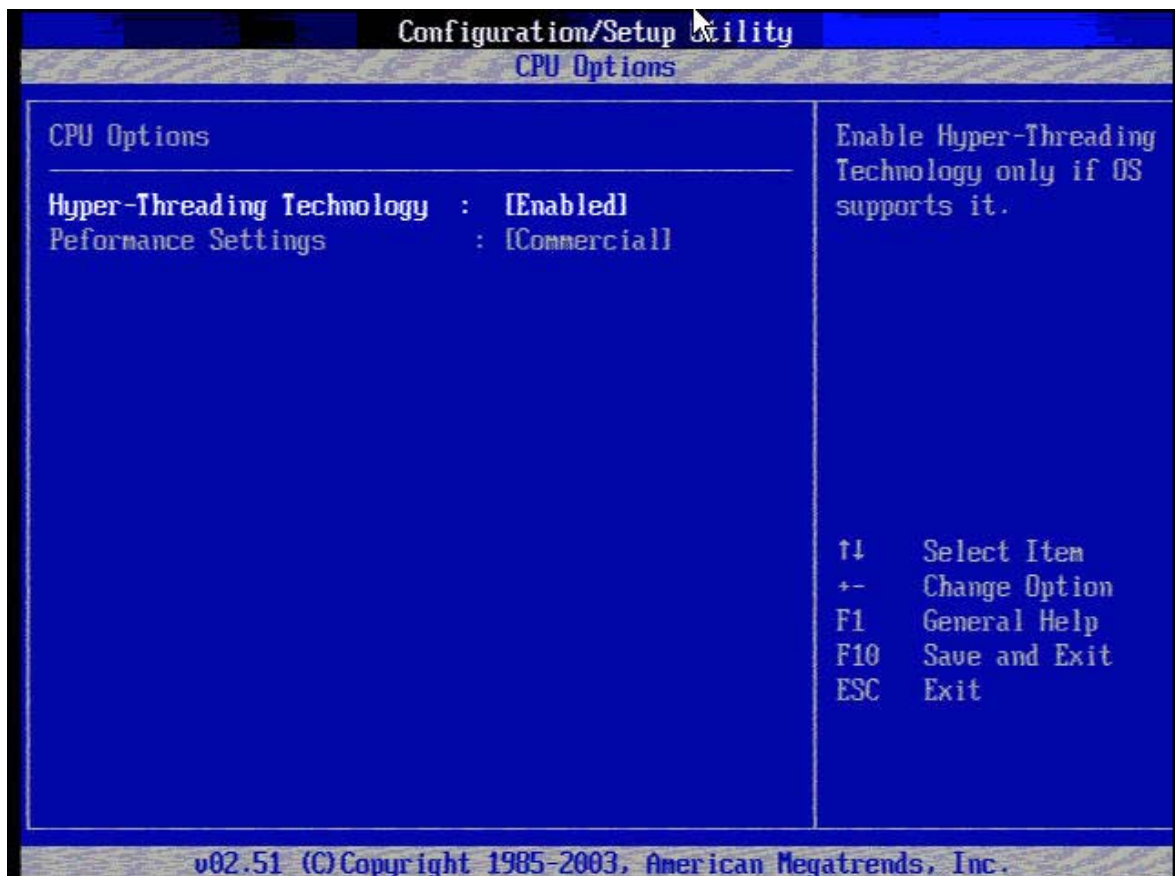 Configuration/Setup Utility
CPU Options
CPU Options
Hyper-Threading Technology : [Enabled]
Peformance Settings : [Commercial]
Enable Hyper-Threading
Technology only if OS
supports it.
↑↓ Select Item
+- Change Option
F1 General Help
F10 Save and Exit
ESC Exit
v02.51 (C)Copyright 1985-2003, American Megatrends, Inc.